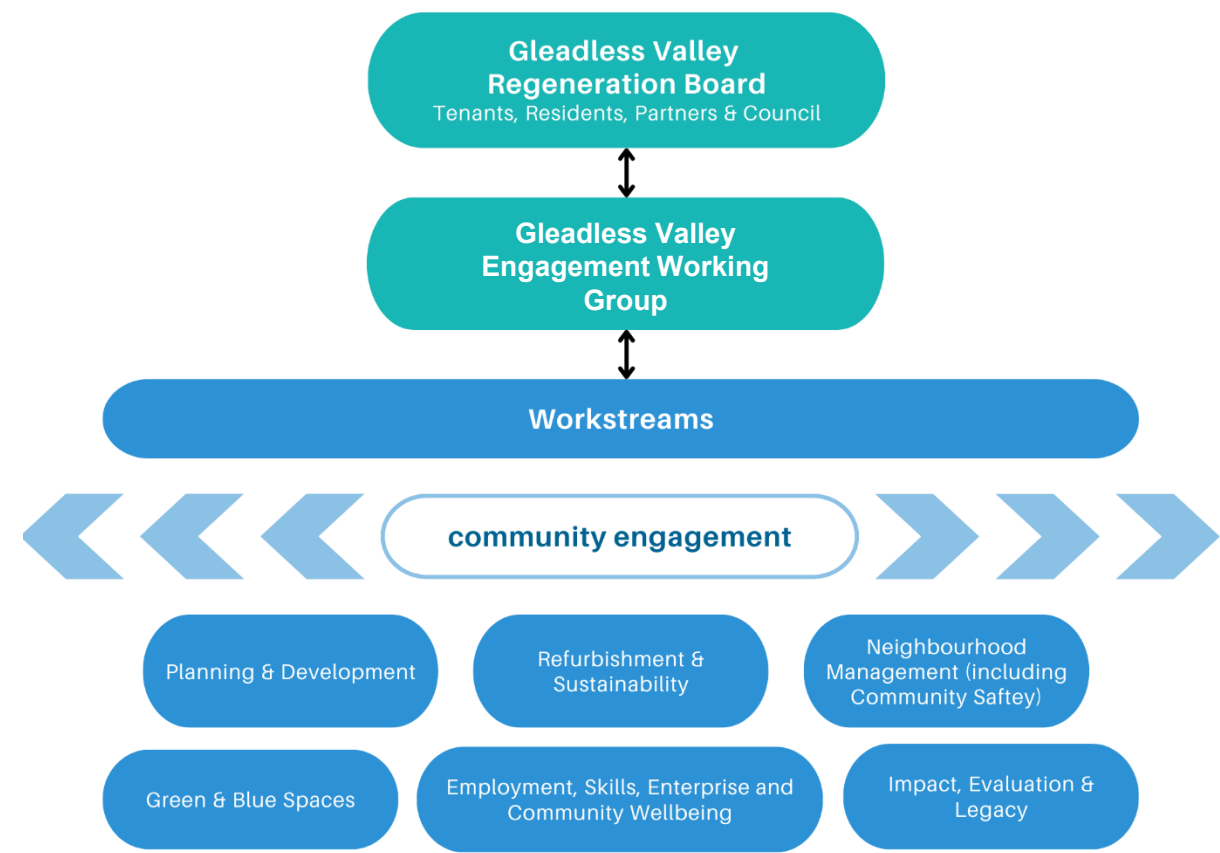 Gleadless Valley
Regeneration Board
Tenants, Residents, Partners & Council
Gleadless Valley
Engagement Working
Group
Workstreams
community engagement
Planning & Development
Refurbishment &
Sustainability
Neighbourhood
Management (including
Community Saftey)
Green & Blue Spaces
Employment, Skills, Enterprise and
Community Wellbeing
Impact, Evaluation &
Legacy